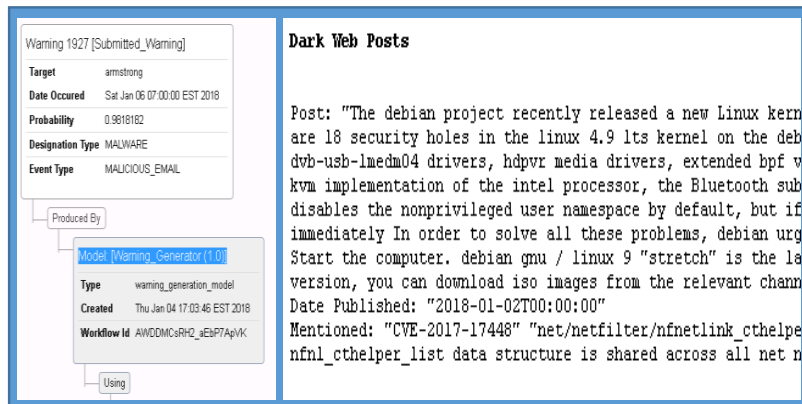 Warning 1927 [Submitted_Warning]
Target armstrong
Date Occured Sat Jan 06 07:00:00 EST 2018
Probability 0.9818182
Designation Type MALWARE
Event Type MALICIOUS_EMAIL
Produced By
Model: [Warning_Generator (1.0)]
Type warning_generation_model
Created Thu Jan 04 17:03:46 EST 2018
Workflow Id AWDDMCsRH2_aEbP7ApVK
Using
Dark Web Posts
Post: "The debian project recently released a new Linux kern
are 18 security holes in the linux 4.9 lts kernel on the deb
dvb-usb-lmedm04 drivers, hdpvr media drivers, extended bpf v
kvm implementation of the intel processor, the Bluetooth sub
disables the nonprivileged user namespace by default, but if
immediately In order to solve all these problems, debian urg
Start the computer. debian gnu / linux 9 "stretch" is the la
version, you can download iso images from the relevant chann
Date Published: "2018-01-02T00:00:00"
Mentioned: "CVE-2017-17448" "net/netfilter/nfnetlink_cthelpe
nfnl_cthelper_list data structure is shared across all net n